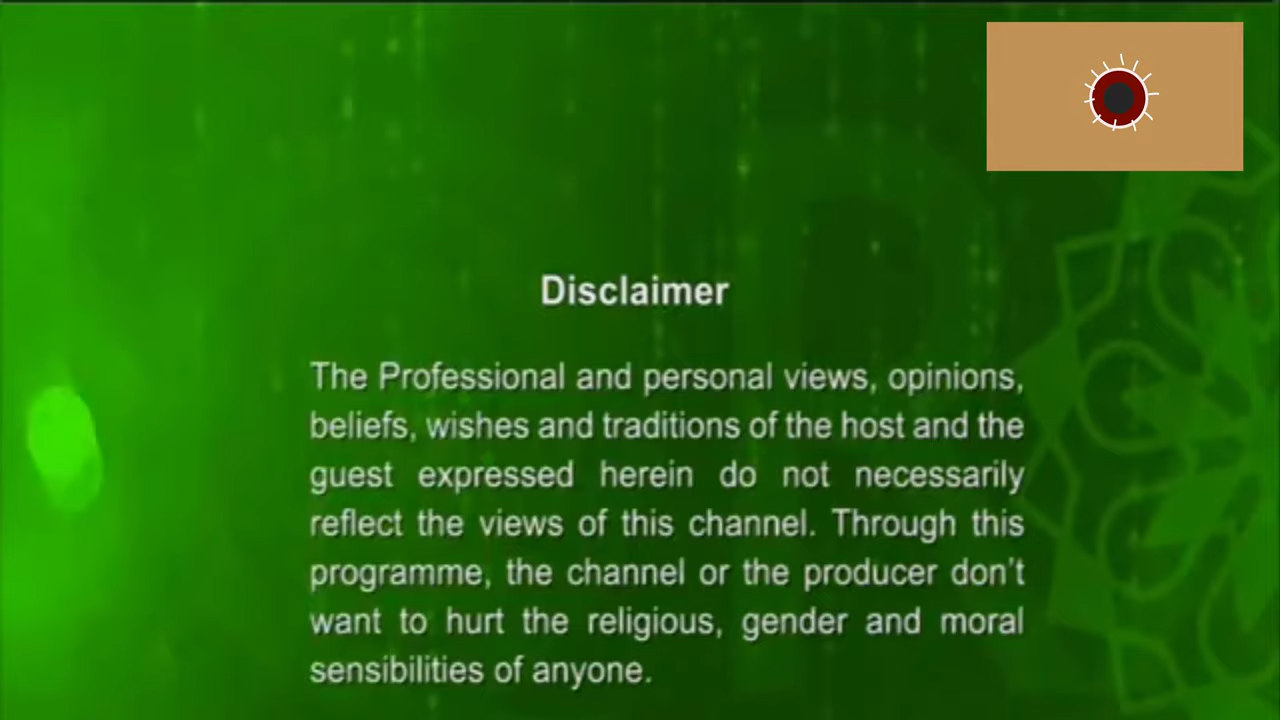 Disclaimer
The Professional and personal views, opinions,
beliefs, wishes and traditions of the host and the
guest expressed herein do not necessarily
reflect the views of this channel. Through this
programme, the channel or the producer don't
want to hurt the religious, gender and moral
sensibilities of anyone.